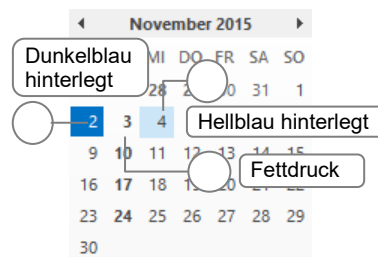 November 2015
Dunkelblau
hinterlegt
MI DO FR SA SO
28 31 1
2 3 4 Hellblau hinterlegt
9 10 11 12 13 14 15
Fettdruck
16 17 18 19 20 21 22
23 24 25 26 27 28 29
30